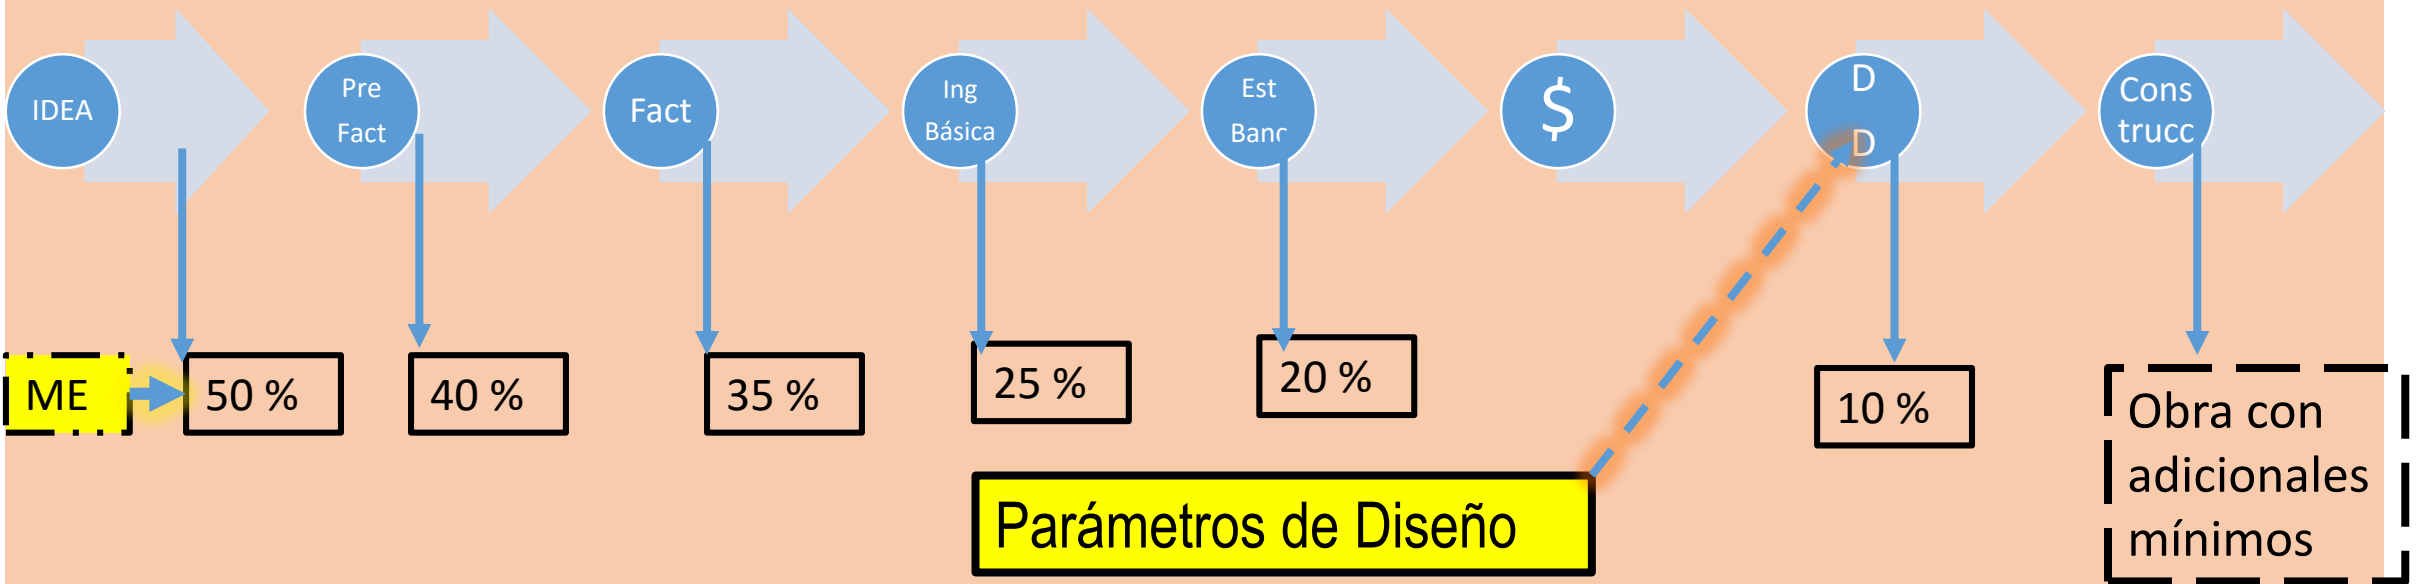 IDEA
Pre
Fact
Fact
Ing
Básica
Est
Banc
$
D
D
Cons
trucc
ME
50 %
40 %
35 %
25 %
20 %
10 %
Obra con
adicionales
mínimos
Parámetros de Diseño